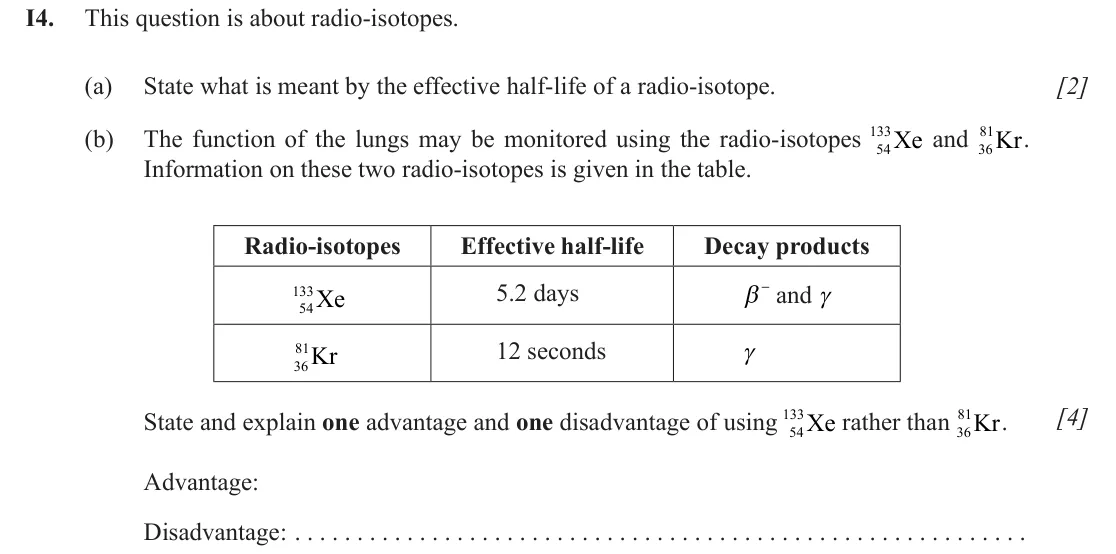 I4. This question is about radio-isotopes.
(a) State what is meant by the effective half-life of a radio-isotope. [2]
(b) The function of the lungs may be monitored using the radio-isotopes ¹³³₅₄Xe and ⁸¹₃₆Kr.
Information on these two radio-isotopes is given in the table.
Radio-isotopes Effective half-life Decay products
¹³³₅₄Xe 5.2 days β⁻ and γ
⁸¹₃₆Kr 12 seconds γ
State and explain one advantage and one disadvantage of using ¹³³₅₄Xe rather than ⁸¹₃₆Kr. [4]
Advantage:
Disadvantage: . . . . . . . . . . . . . . . . . . . . . . . . . . . . . . . . . . . . . . . . . . . . . . . . . . . . . . . . . . .